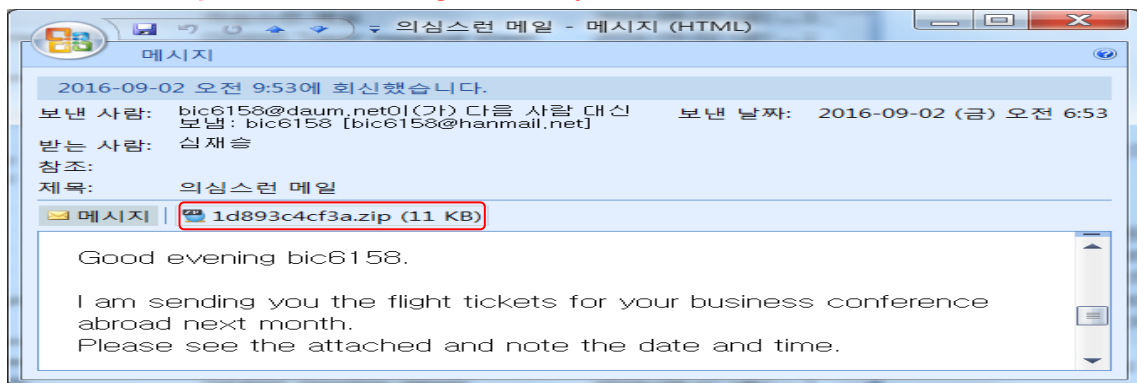 의심스런 메일 - 메시지 (HTML)
메시지
2016-09-02 오전 9:53에 회신했습니다.
보낸 사람: bic6158@daum.net이(가) 다음 사람 대신 보냄: bic6158 [bic6158@hanmail.net] 보낸 날짜: 2016-09-02 (금) 오전 6:53
받는 사람: 심재승
참조:
제목: 의심스런 메일
메시지 1d893c4cf3a.zip (11 KB)
Good evening bic6158.
I am sending you the flight tickets for your business conference
abroad next month.
Please see the attached and note the date and time.